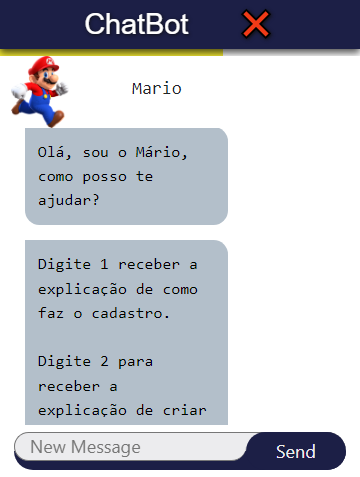 ChatBot
Mario
Olá, sou o Mário,
como posso te
ajudar?
Digite 1 receber a
explicação de como
faz o cadastro.
Digite 2 para
receber a
explicação de criar
New Message
Send